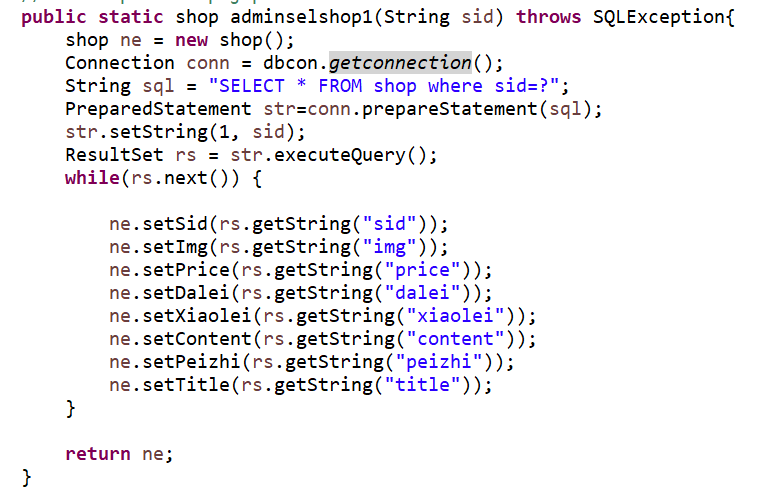 public static shop adminselshop1(String sid) throws SQLException{
shop ne = new shop();
Connection conn = dbcon.getconnection();
String sql = "SELECT * FROM shop where sid=?";
PreparedStatement str=conn.prepareStatement(sql);
str.setString(1, sid);
ResultSet rs = str.executeQuery();
while(rs.next()) {
ne.setSid(rs.getString("sid"));
ne.setImg(rs.getString("img"));
ne.setPrice(rs.getString("price"));
ne.setDalei(rs.getString("dalei"));
ne.setXiaolei(rs.getString("xiaolei"));
ne.setContent(rs.getString("content"));
ne.setPeizhi(rs.getString("peizhi"));
ne.setTitle(rs.getString("title"));
}
return ne;
}